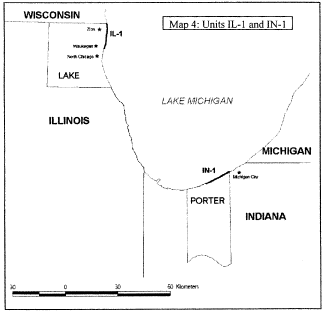 WISCONSIN
Map 4: Units IL-1 and IN-1
Zion
IL-1
Waukegan
North Chicago
LAKE
LAKE MICHIGAN
ILLINOIS
MICHIGAN
IN-1
Michigan City
PORTER
INDIANA
30 0 30 60 Kilometers